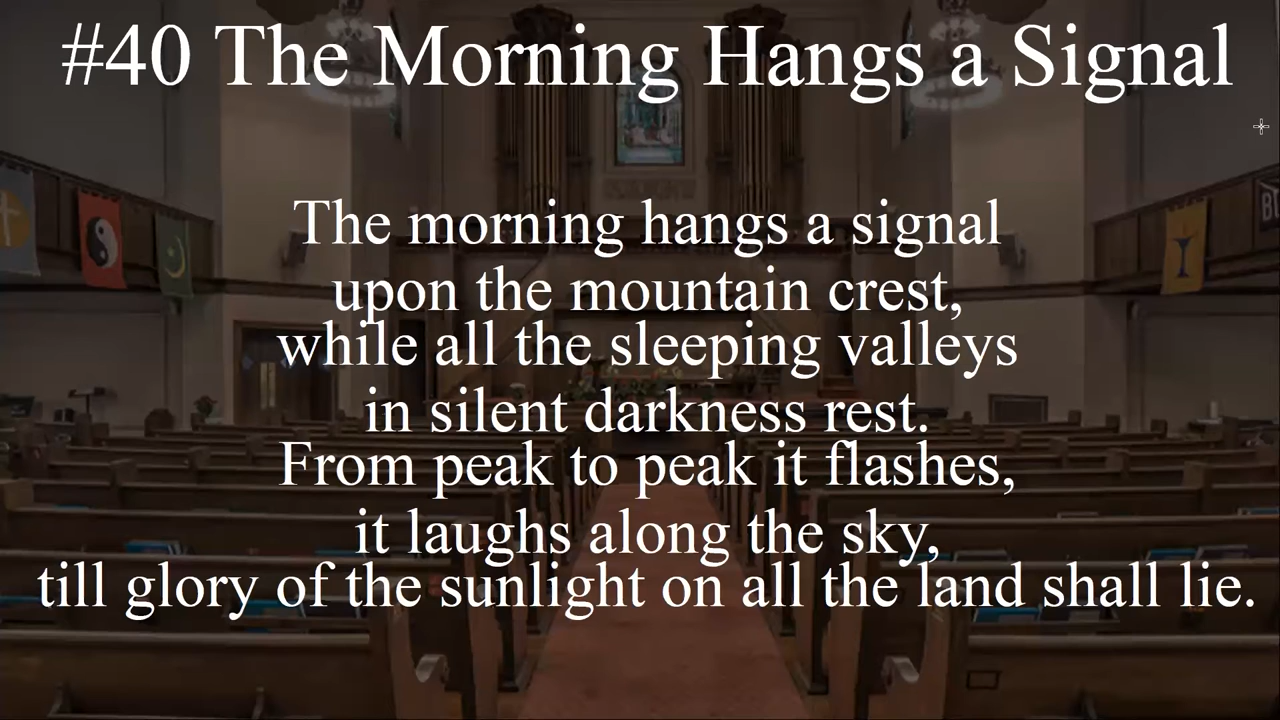 #40 The Morning Hangs a Signal
The morning hangs a signal
upon the mountain crest,
while all the sleeping valleys
in silent darkness rest.
From peak to peak it flashes,
it laughs along the sky,
till glory of the sunlight on all the land shall lie.